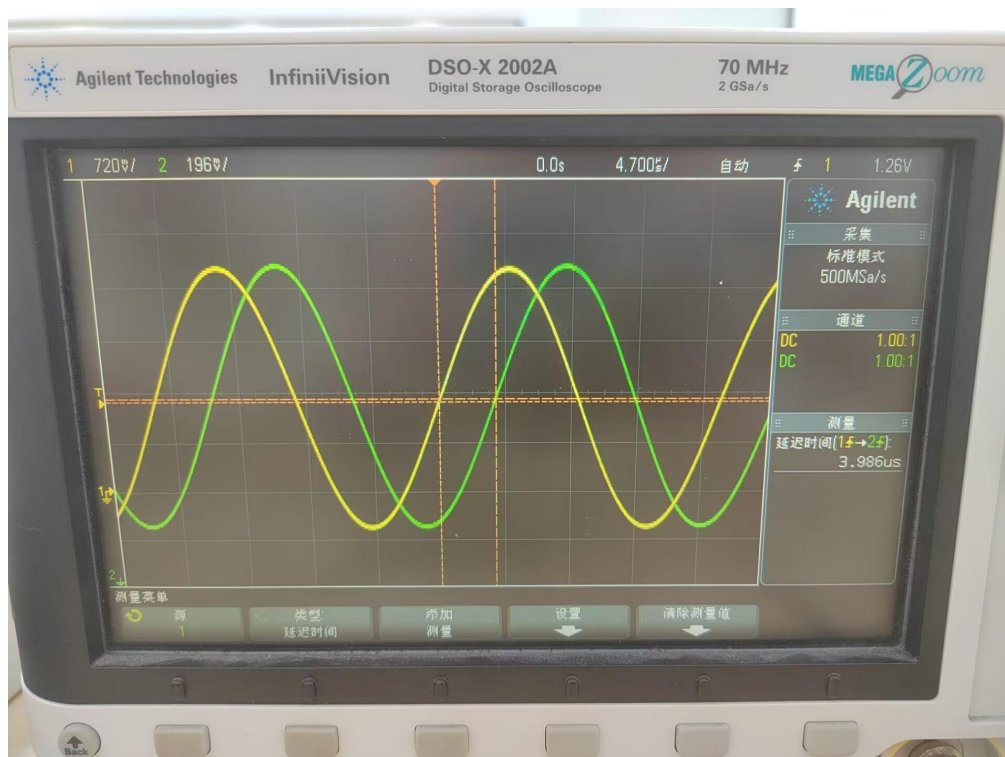 Agilent Technologies InfiniiVision DSO-X 2002A 70 MHz MEGA Zoom
Digital Storage Oscilloscope 2 GSa/s
1 720mV/ 2 196mV/ 0.0s 4.700us/ 自动 1 1.26V
Agilent
采集
标准模式
500MSa/s
通道
DC 1.00:1
DC 1.00:1
测量
延迟时间(1→2):
3.986us
T
1
2
测量菜单
源 类型 添加 设置 清除测量值
1 延迟时间 测量
Back